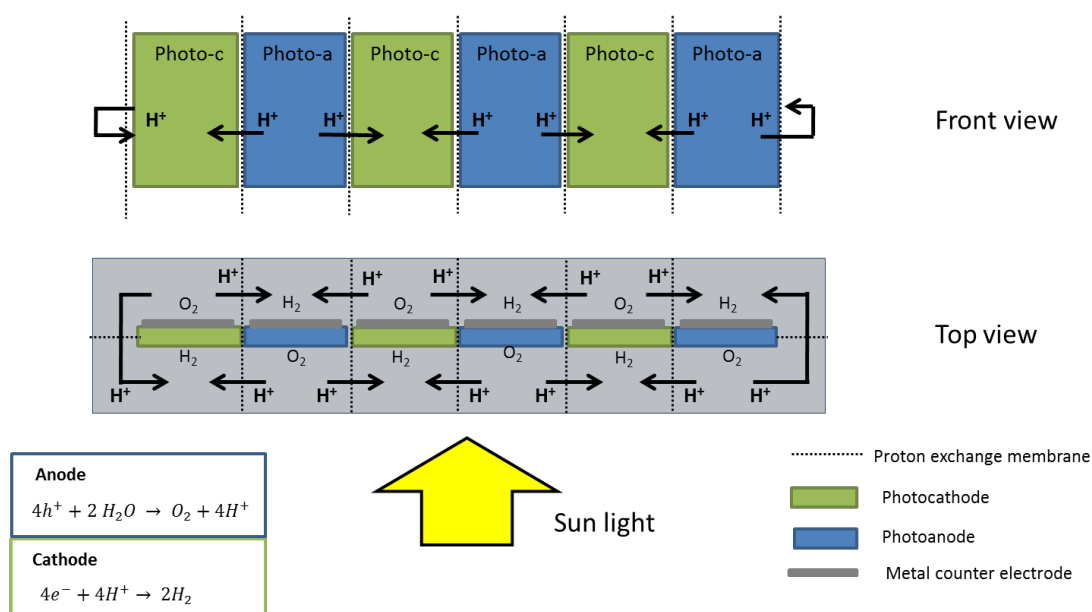 Photo-c Photo-a Photo-c Photo-a Photo-c Photo-a
H⁺ H⁺ H⁺ H⁺ H⁺ H⁺ H⁺
Front view
H⁺ H⁺ H⁺ H⁺ H⁺
O₂ H₂ O₂ H₂ O₂ H₂
Top view
H₂ O₂ H₂ O₂ H₂ O₂
H⁺ H⁺ H⁺ H⁺ H⁺ H⁺ H⁺
Sun light
Anode
4h⁺ + 2 H₂O → O₂ + 4H⁺
Cathode
4e⁻ + 4H⁺ → 2H₂
Proton exchange membrane
Photocathode
Photoanode
Metal counter electrode